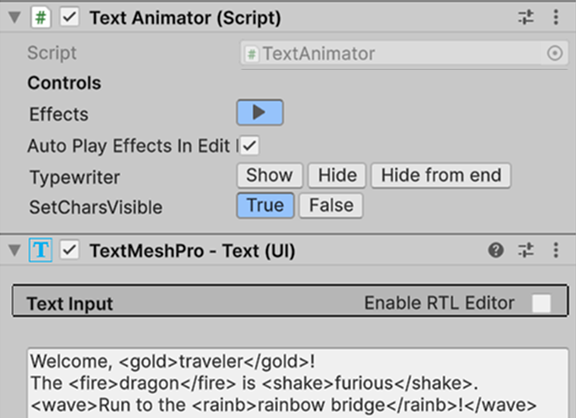 Text Animator (Script)
Script
TextAnimator
Controls
Effects
Auto Play Effects In Edit
Typewriter Show Hide Hide from end
SetCharsVisible True False
TextMeshPro - Text (UI)
Text Input Enable RTL Editor
Welcome, <gold>traveler</gold>!
The <fire>dragon</fire> is <shake>furious</shake>.
<wave>Run to the <rainb>rainbow bridge</rainb>!</wave>